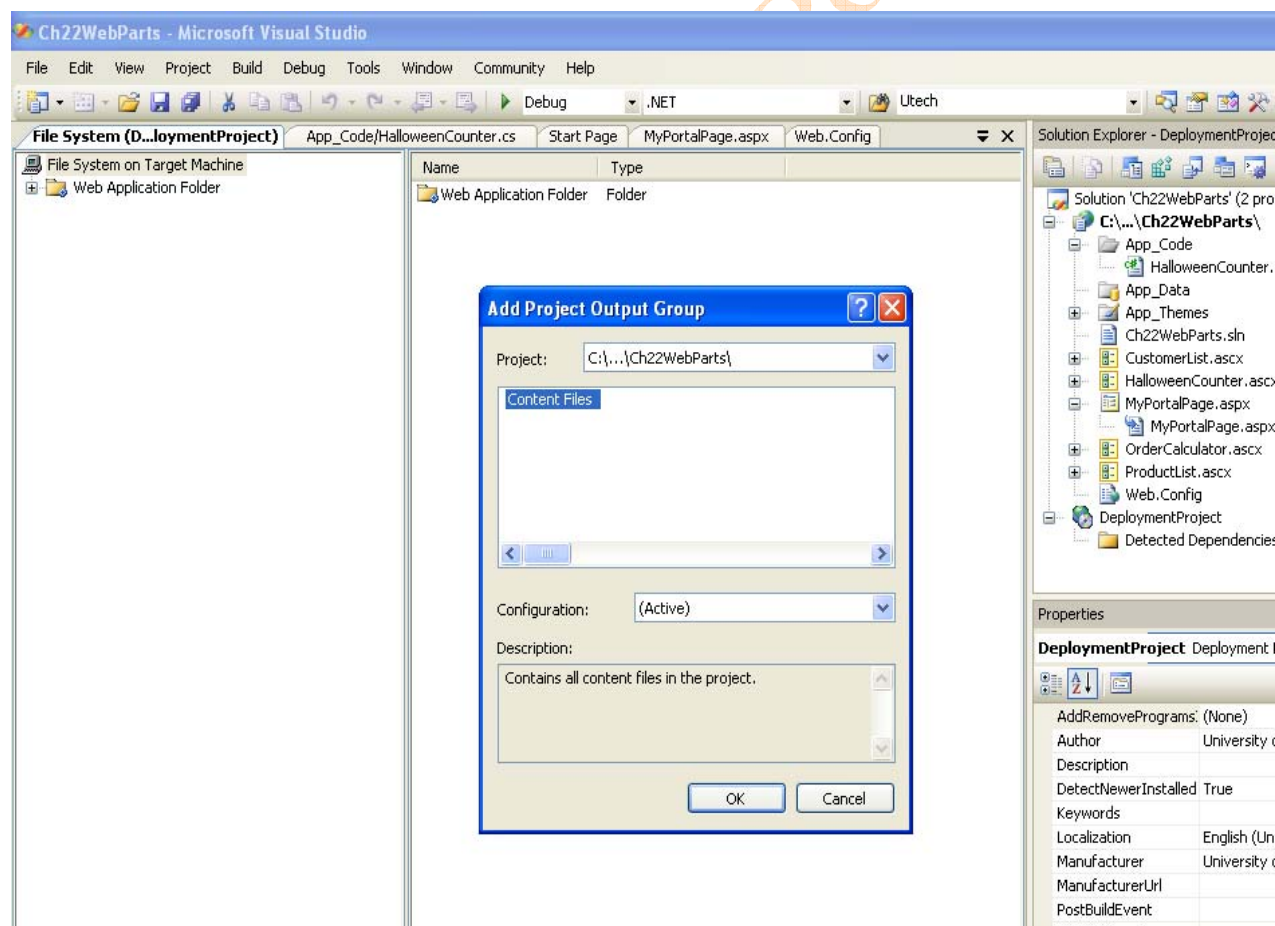 Ch22WebParts - Microsoft Visual Studio
File Edit View Project Build Debug Tools Window Community Help
Debug .NET Utech
File System (D...loymentProject) App_Code/HalloweenCounter.cs Start Page MyPortalPage.aspx Web.Config
File System on Target Machine
Web Application Folder
Name Type
Web Application Folder Folder
Add Project Output Group
Project: C:\...\Ch22WebParts\
Content Files
Configuration: (Active)
Description:
Contains all content files in the project.
OK Cancel
Solution Explorer - DeploymentProjec
Solution 'Ch22WebParts' (2 pro
C:\...\Ch22WebParts\
App_Code
HalloweenCounter.
App_Data
App_Themes
Ch22WebParts.sln
CustomerList.ascx
HalloweenCounter.ascx
MyPortalPage.aspx
MyPortalPage.aspx
OrderCalculator.ascx
ProductList.ascx
Web.Config
DeploymentProject
Detected Dependencies
Properties
DeploymentProject Deployment
AddRemovePrograms (None)
Author University
Description
DetectNewerInstalled True
Keywords
Localization English (Un
Manufacturer University
ManufacturerUrl
PostBuildEvent